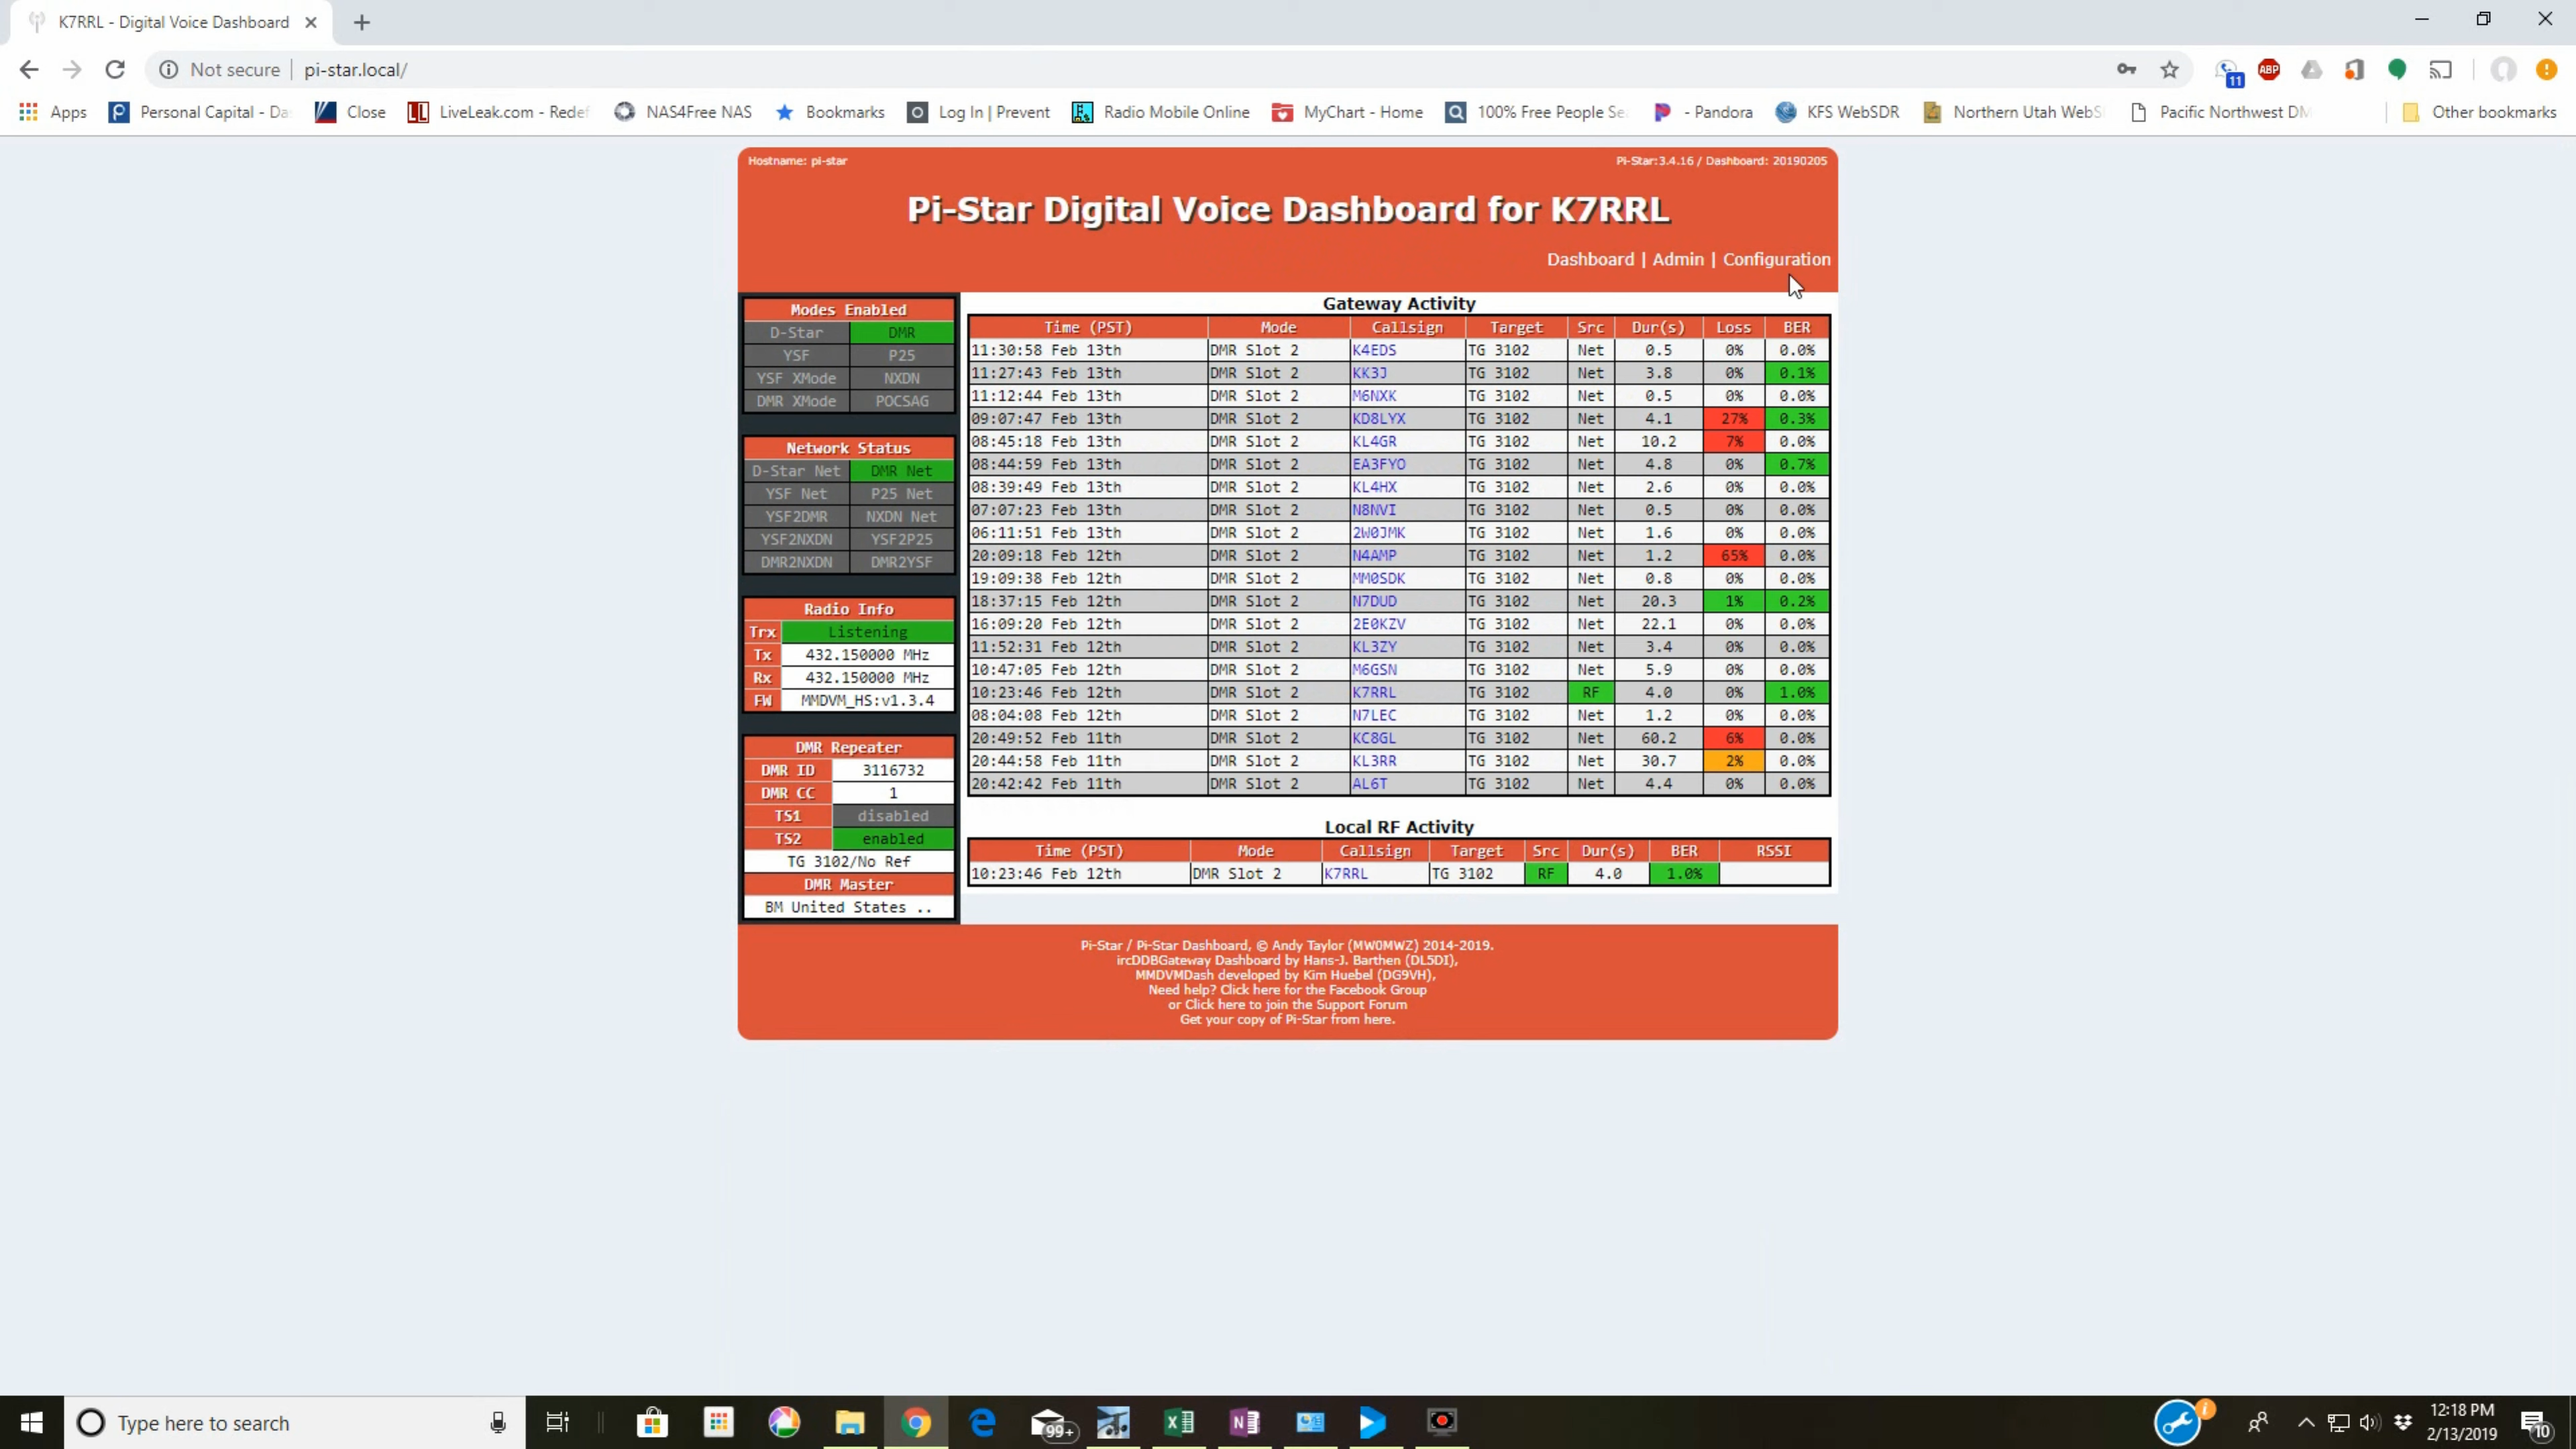 K7RRL - Digital Voice Dashboard
Not secure | pi-star.local/
11
ABP
Apps
Personal Capital - Da
Close
LiveLeak.com - Redef
NAS4Free NAS
Bookmarks
Log In | Prevent
Radio Mobile Online
MyChart - Home
100% Free People Se
- Pandora
KFS WebSDR
Northern Utah WebS
Pacific Northwest DM
Other bookmarks
Hostname: pi-star
Pi-Star:3.4.16 / Dashboard: 20190205
Pi-Star Digital Voice Dashboard for K7RRL
Dashboard | Admin | Configuration
Modes Enabled
D-Star DMR
YSF P25
YSF XMode NXDN
DMR XMode POCSAG
Network Status
D-Star Net DMR Net
YSF Net P25 Net
YSF2DMR NXDN Net
YSF2NXDN YSF2P25
DMR2NXDN DMR2YSF
Radio Info
Trx Listening
Tx 432.150000 MHz
Rx 432.150000 MHz
FW MMDVM_HS:v1.3.4
DMR Repeater
DMR ID 3116732
DMR CC 1
TS1 disabled
TS2 enabled
TG 3102/No Ref
DMR Master
BM United States ..
Gateway Activity
Time (PST) Mode Callsign Target Src Dur(s) Loss BER
11:30:58 Feb 13th DMR Slot 2 K4EDS TG 3102 Net 0.5 0% 0.0%
11:27:43 Feb 13th DMR Slot 2 KK3J TG 3102 Net 3.8 0% 0.1%
11:12:44 Feb 13th DMR Slot 2 M6NXK TG 3102 Net 0.5 0% 0.0%
09:07:47 Feb 13th DMR Slot 2 KD8LYX TG 3102 Net 4.1 27% 0.3%
08:45:18 Feb 13th DMR Slot 2 KL4GR TG 3102 Net 10.2 7% 0.0%
08:44:59 Feb 13th DMR Slot 2 EA3FYO TG 3102 Net 4.8 0% 0.7%
08:39:49 Feb 13th DMR Slot 2 KL4HX TG 3102 Net 2.6 0% 0.0%
07:07:23 Feb 13th DMR Slot 2 N8NVI TG 3102 Net 0.5 0% 0.0%
06:11:51 Feb 13th DMR Slot 2 2W0JMK TG 3102 Net 1.6 0% 0.0%
20:09:18 Feb 12th DMR Slot 2 N4AMP TG 3102 Net 1.2 65% 0.0%
19:09:38 Feb 12th DMR Slot 2 MM0SDK TG 3102 Net 0.8 0% 0.0%
18:37:15 Feb 12th DMR Slot 2 N7DUD TG 3102 Net 20.3 1% 0.2%
16:09:20 Feb 12th DMR Slot 2 2E0KZV TG 3102 Net 22.1 0% 0.0%
11:52:31 Feb 12th DMR Slot 2 KL3ZY TG 3102 Net 3.4 0% 0.0%
10:47:05 Feb 12th DMR Slot 2 M6GSN TG 3102 Net 5.9 0% 0.0%
10:23:46 Feb 12th DMR Slot 2 K7RRL TG 3102 RF 4.0 0% 1.0%
08:04:08 Feb 12th DMR Slot 2 N7LEC TG 3102 Net 1.2 0% 0.0%
20:49:52 Feb 11th DMR Slot 2 KC8GL TG 3102 Net 60.2 6% 0.0%
20:44:58 Feb 11th DMR Slot 2 KL3RR TG 3102 Net 30.7 2% 0.0%
20:42:42 Feb 11th DMR Slot 2 AL6T TG 3102 Net 4.4 0% 0.0%
Local RF Activity
Time (PST) Mode Callsign Target Src Dur(s) BER RSSI
10:23:46 Feb 12th DMR Slot 2 K7RRL TG 3102 RF 4.0 1.0%
Pi-Star / Pi-Star Dashboard, © Andy Taylor (MW0MWZ) 2014-2019.
ircDDBGateway Dashboard by Hans-J. Barthen (DL5DI),
MMDVMDash developed by Kim Huebel (DG9VH),
Need help? Click here for the Facebook Group
or Click here to join the Support Forum
Get your copy of Pi-Star from here.
Type here to search
99+
12:18 PM
2/13/2019
10